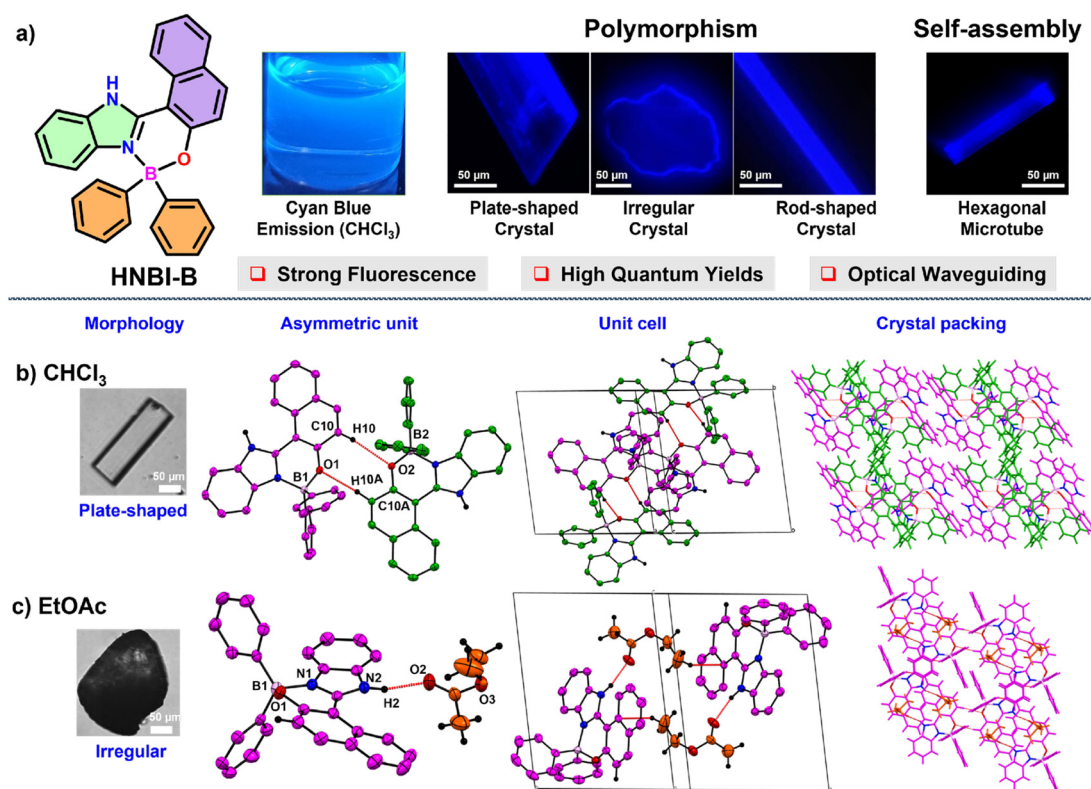 a)
Polymorphism
Self-assembly
H
N
N
O
B
HNBI-B
50 µm
50 µm
50 µm
50 µm
Cyan Blue
Emission (CHCl₃)
Plate-shaped
Crystal
Irregular
Crystal
Rod-shaped
Crystal
Hexagonal
Microtube
Strong Fluorescence
High Quantum Yields
Optical Waveguiding
Morphology
Asymmetric unit
Unit cell
Crystal packing
b) CHCl₃
50 µm
Plate-shaped
C10
H10
B2
O1
O2
B1
H10A
C10A
c) EtOAc
50 µm
Irregular
B1
N1
O1
N2
H2
O2
O3